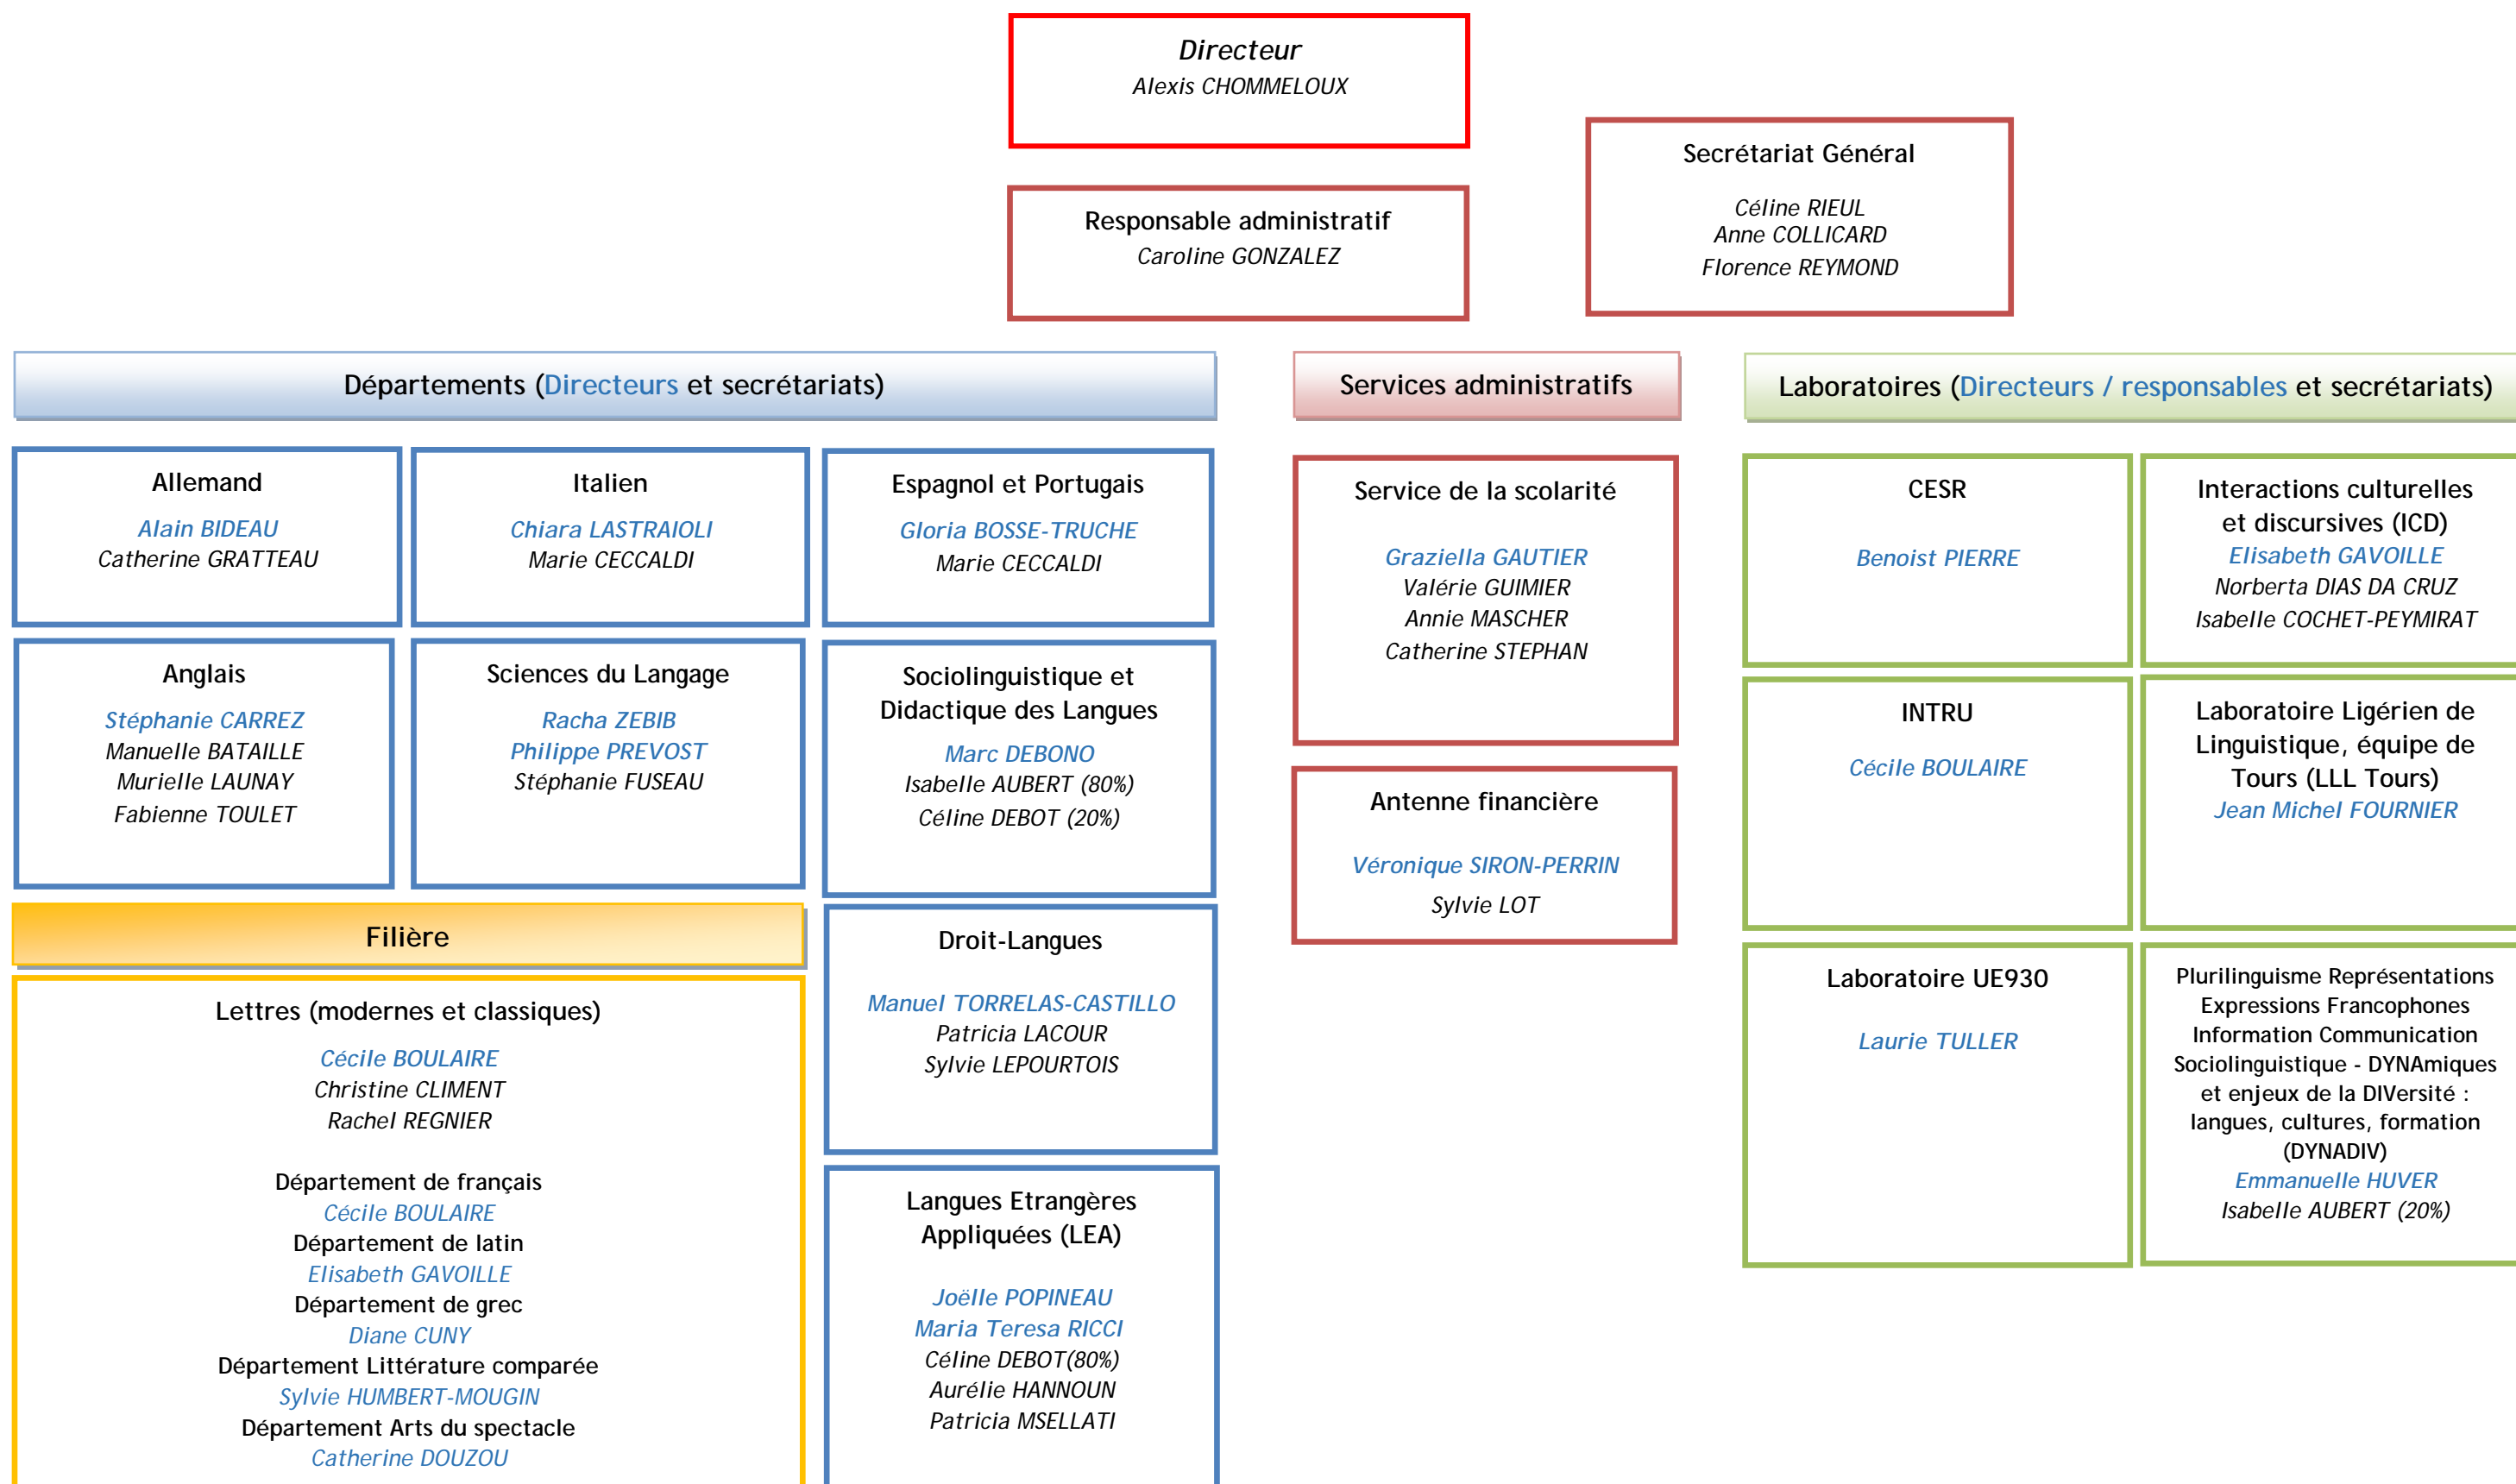 Directeur
Alexis CHOMMELOUX
Secrétariat Général
Céline RIEUL
Anne COLLICARD
Florence REYMOND
Responsable administratif
Caroline GONZALEZ
Départements (Directeurs et secrétariats)
Allemand
Alain BIDEAU
Catherine GRATTEAU
Italien
Chiara LASTRAIOLI
Marie CECCALDI
Espagnol et Portugais
Gloria BOSSE-TRUCHE
Marie CECCALDI
Anglais
Stéphanie CARREZ
Manuelle BATAILLE
Murielle LAUNAY
Fabienne TOULET
Sciences du Langage
Racha ZEBIB
Philippe PREVOST
Stéphanie FUSEAU
Sociolinguistique et
Didactique des Langues
Marc DEBONO
Isabelle AUBERT (80%)
Céline DEBOT (20%)
Filière
Lettres (modernes et classiques)
Cécile BOULAIRE
Christine CLIMENT
Rachel REGNIER
Département de français
Cécile BOULAIRE
Département de latin
Elisabeth GAVOILLE
Département de grec
Diane CUNY
Département Littérature comparée
Sylvie HUMBERT-MOUGIN
Département Arts du spectacle
Catherine DOUZOU
Droit-Langues
Manuel TORRELAS-CASTILLO
Patricia LACOUR
Sylvie LEPOURTOIS
Langues Etrangères
Appliquées (LEA)
Joëlle POPINEAU
Maria Teresa RICCI
Céline DEBOT(80%)
Aurélie HANNOUN
Patricia MSELLATI
Services administratifs
Service de la scolarité
Graziella GAUTIER
Valérie GUIMIER
Annie MASCHER
Catherine STEPHAN
Antenne financière
Véronique SIRON-PERRIN
Sylvie LOT
Laboratoires (Directeurs / responsables et secrétariats)
CESR
Benoist PIERRE
Interactions culturelles
et discursives (ICD)
Elisabeth GAVOILLE
Norberta DIAS DA CRUZ
Isabelle COCHET-PEYMIRAT
INTRU
Cécile BOULAIRE
Laboratoire Ligérien de
Linguistique, équipe de
Tours (LLL Tours)
Jean Michel FOURNIER
Laboratoire UE930
Laurie TULLER
Plurilinguisme Représentations
Expressions Francophones
Information Communication
Sociolinguistique - DYNAmiques
et enjeux de la DIVersité :
langues, cultures, formation
(DYNADIV)
Emmanuelle HUVER
Isabelle AUBERT (20%)